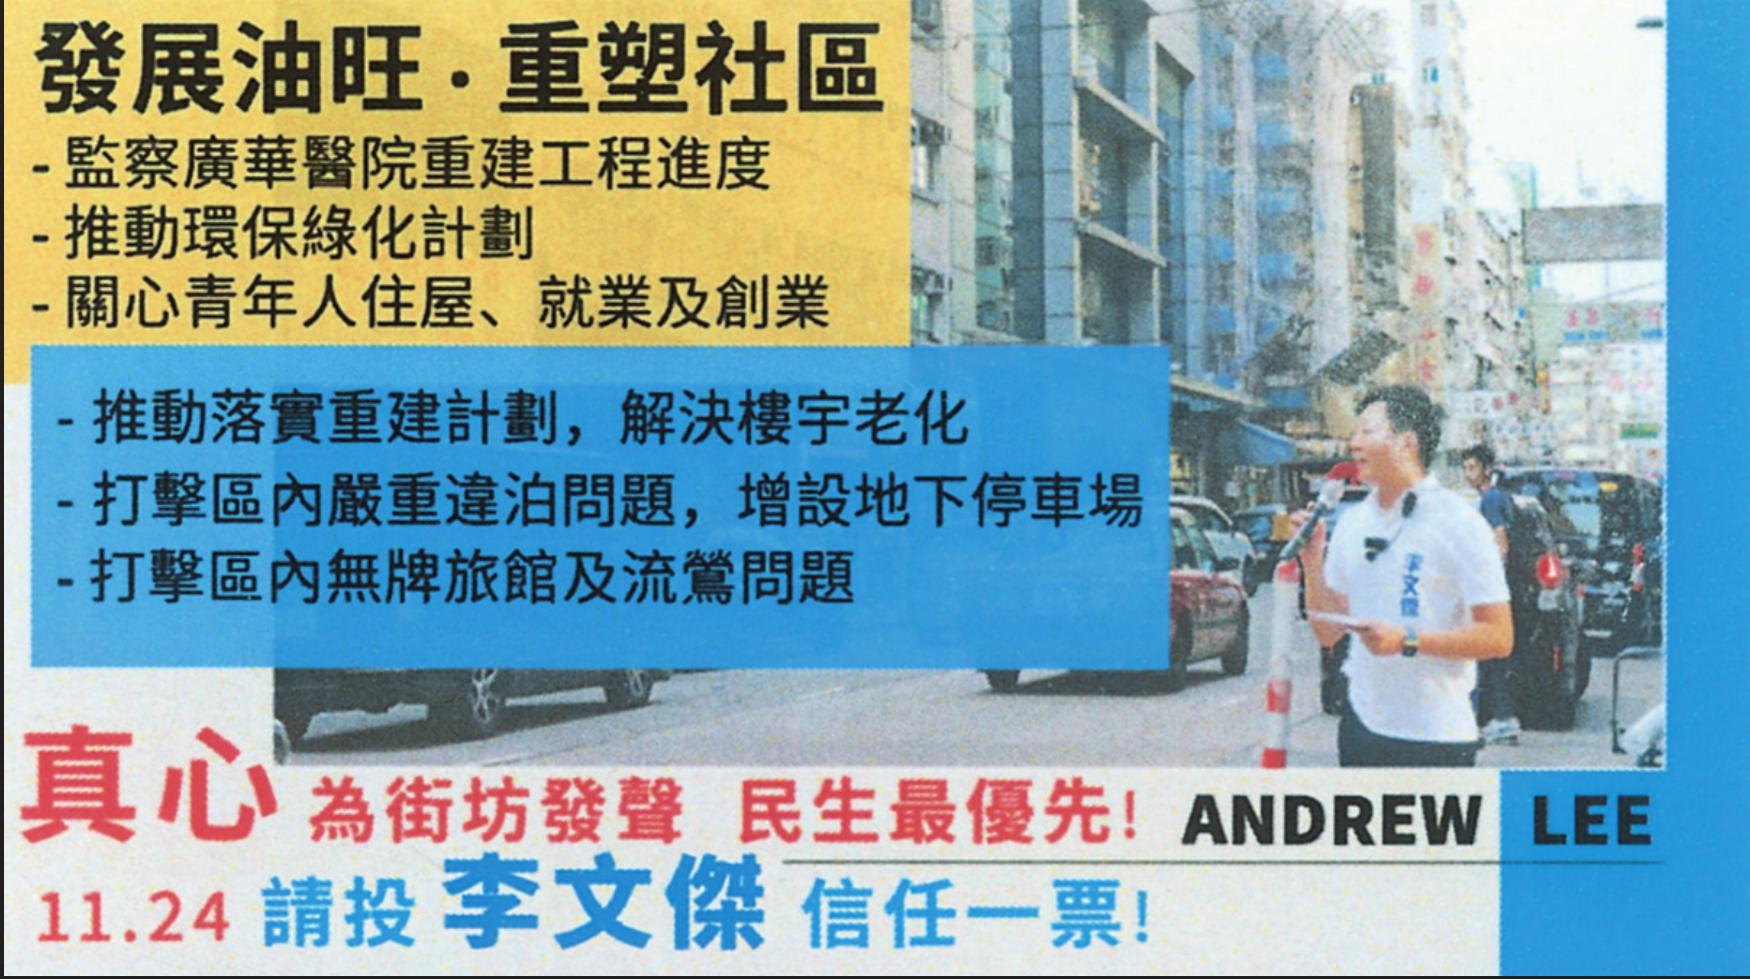 發展油旺·重塑社區
- 監察廣華醫院重建工程進度
- 推動環保綠化計劃
- 關心青年人住屋、就業及創業
- 推動落實重建計劃，解決樓宇老化
- 打擊區內嚴重違泊問題，增設地下停車場
- 打擊區內無牌旅館及流鶯問題
李文傑
真心為街坊發聲 民生最優先!
ANDREW LEE
11.24 請投李文傑信任一票!